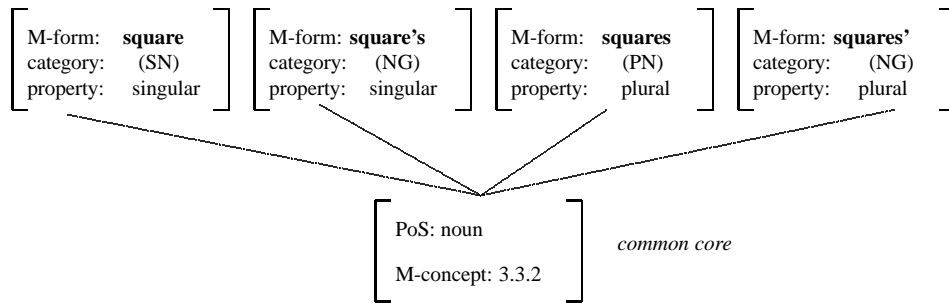 M-form: square
category: (SN)
property: singular
M-form: square's
category: (NG)
property: singular
M-form: squares
category: (PN)
property: plural
M-form: squares’
category: (NG)
property: plural
PoS: noun
common core
M-concept: 3.3.2